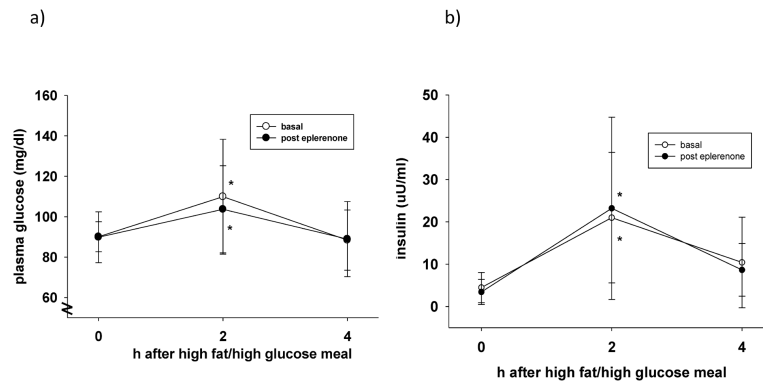 a)
160
140
120
100
80
60
plasma glucose (mg/dl)
basal
post eplerenone
*
*
0 2 4
h after high fat/high glucose meal
b)
50
40
30
20
10
0
insulin (uU/ml)
basal
post eplerenone
*
*
0 2 4
h after high fat/high glucose meal